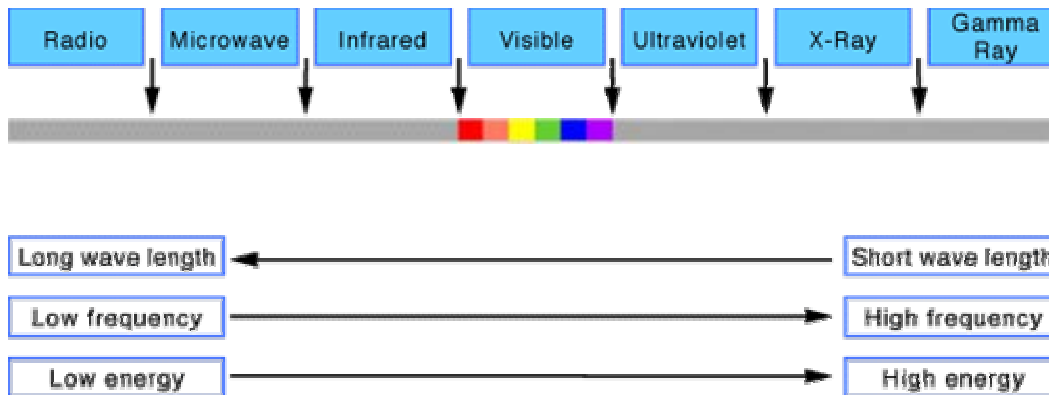 Radio Microwave Infrared Visible Ultraviolet X-Ray Gamma Ray
Long wave length Short wave length
Low frequency High frequency
Low energy High energy